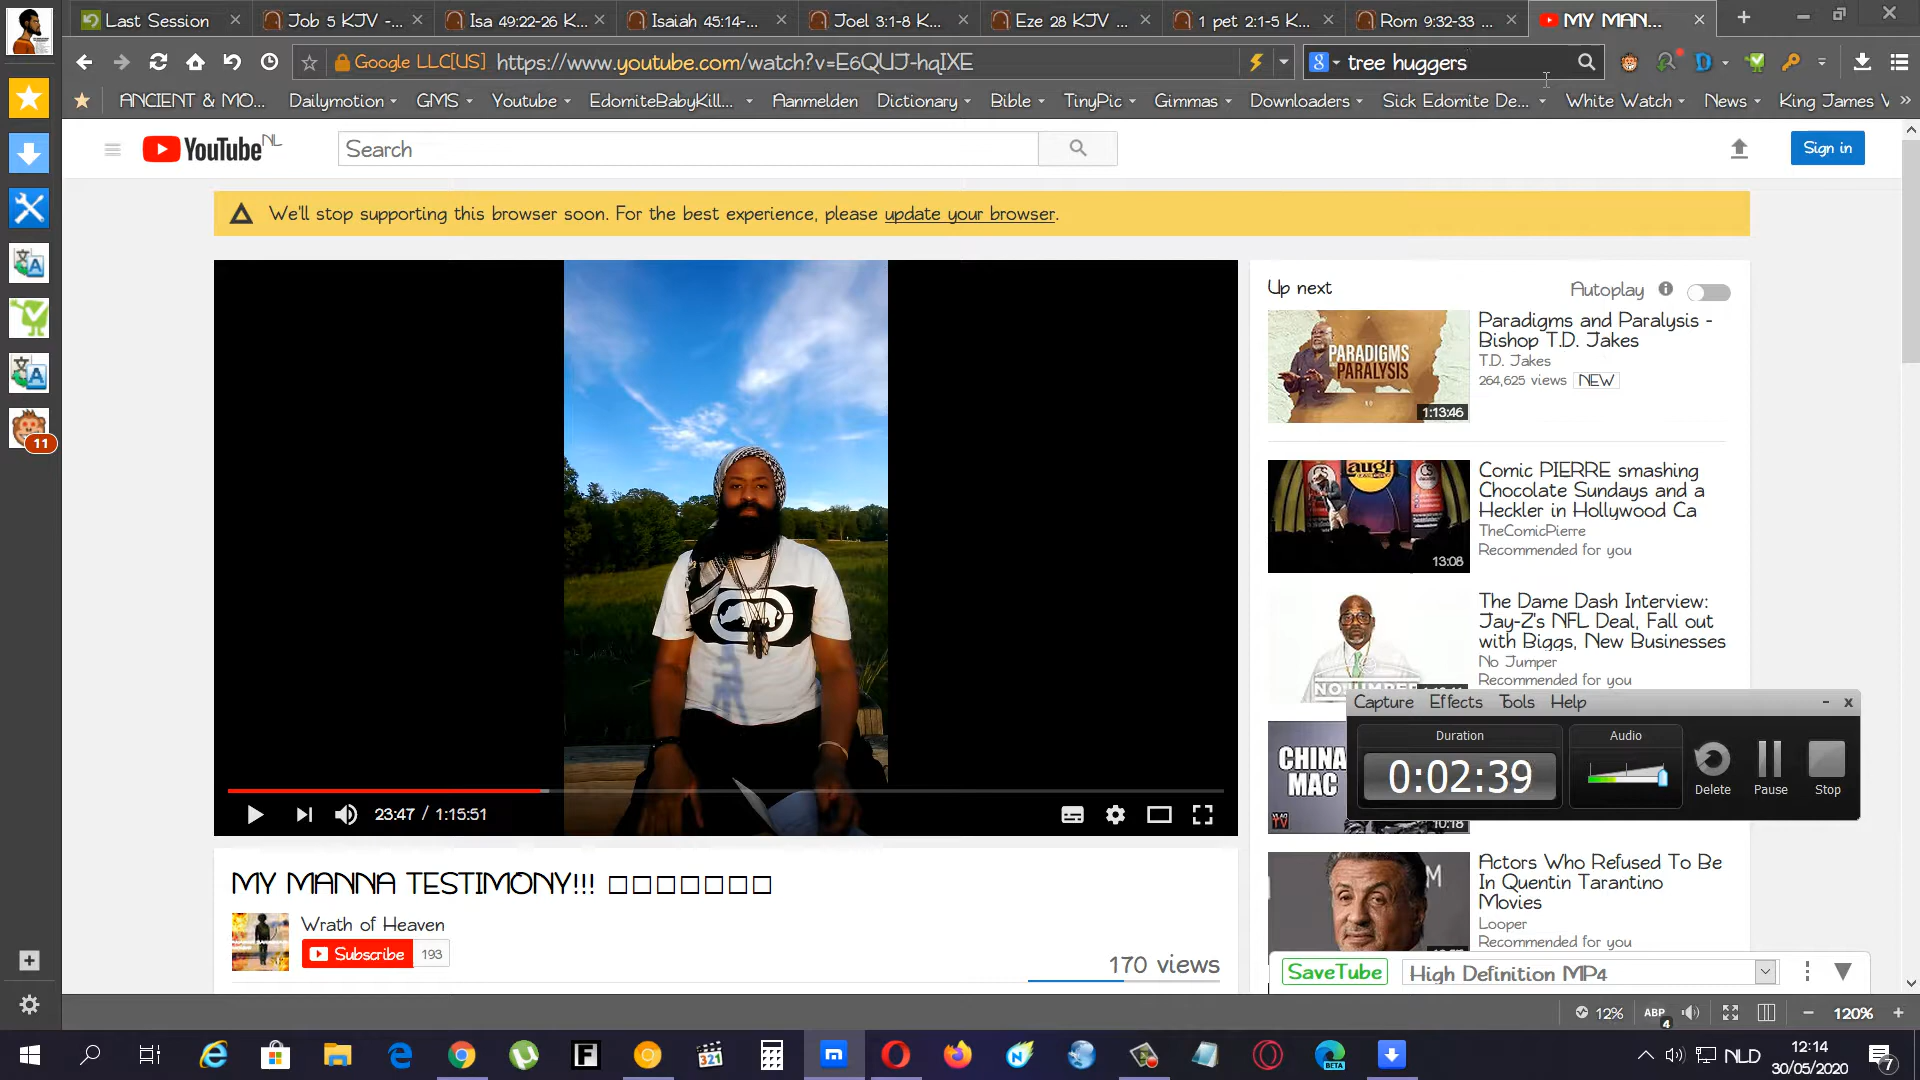 Last Session
Job 5 KJV -...
Isa 49:22-26 K...
Isaiah 45:14-...
Joel 3:1-8 K...
Eze 28 KJV ...
1 pet 2:1-5 K...
Rom 9:32-33 ...
MY MAN...
Google LLC[US] https://www.youtube.com/watch?v=E6QUJ-hqIXE
tree huggers
ANCIENT & MO...
Dailymotion
GMS
Youtube
EdomiteBabyKill...
Aanmelden
Dictionary
Bible
TinyPic
Gimmas
Downloaders
Sick Edomite De...
White Watch
News
King James V
YouTube NL
Search
Sign in
We'll stop supporting this browser soon. For the best experience, please update your browser.
Up next
Autoplay
PARADIGMS
PARALYSIS
1:13:46
Paradigms and Paralysis -
Bishop T.D. Jakes
T.D. Jakes
264,625 views NEW
Laugh
13:08
Comic PIERRE smashing
Chocolate Sundays and a
Heckler in Hollywood Ca
TheComicPierre
Recommended for you
The Dame Dash Interview:
Jay-Z's NFL Deal, Fall out
with Biggs, New Businesses
No Jumper
Recommended for you
Capture Effects Tools Help
Duration
0:02:39
Audio
Delete
Pause
Stop
CHINA
MAC
10:18
23:47 / 1:15:51
MY MANNA TESTIMONY!!! □□□□□□□
Wrath of Heaven
Subscribe 193
170 views
Actors Who Refused To Be
In Quentin Tarantino
Movies
Looper
Recommended for you
SaveTube
High Definition MP4
11
12%
ABP
4
120%
321
BETA
NLD
12:14
30/05/2020
7